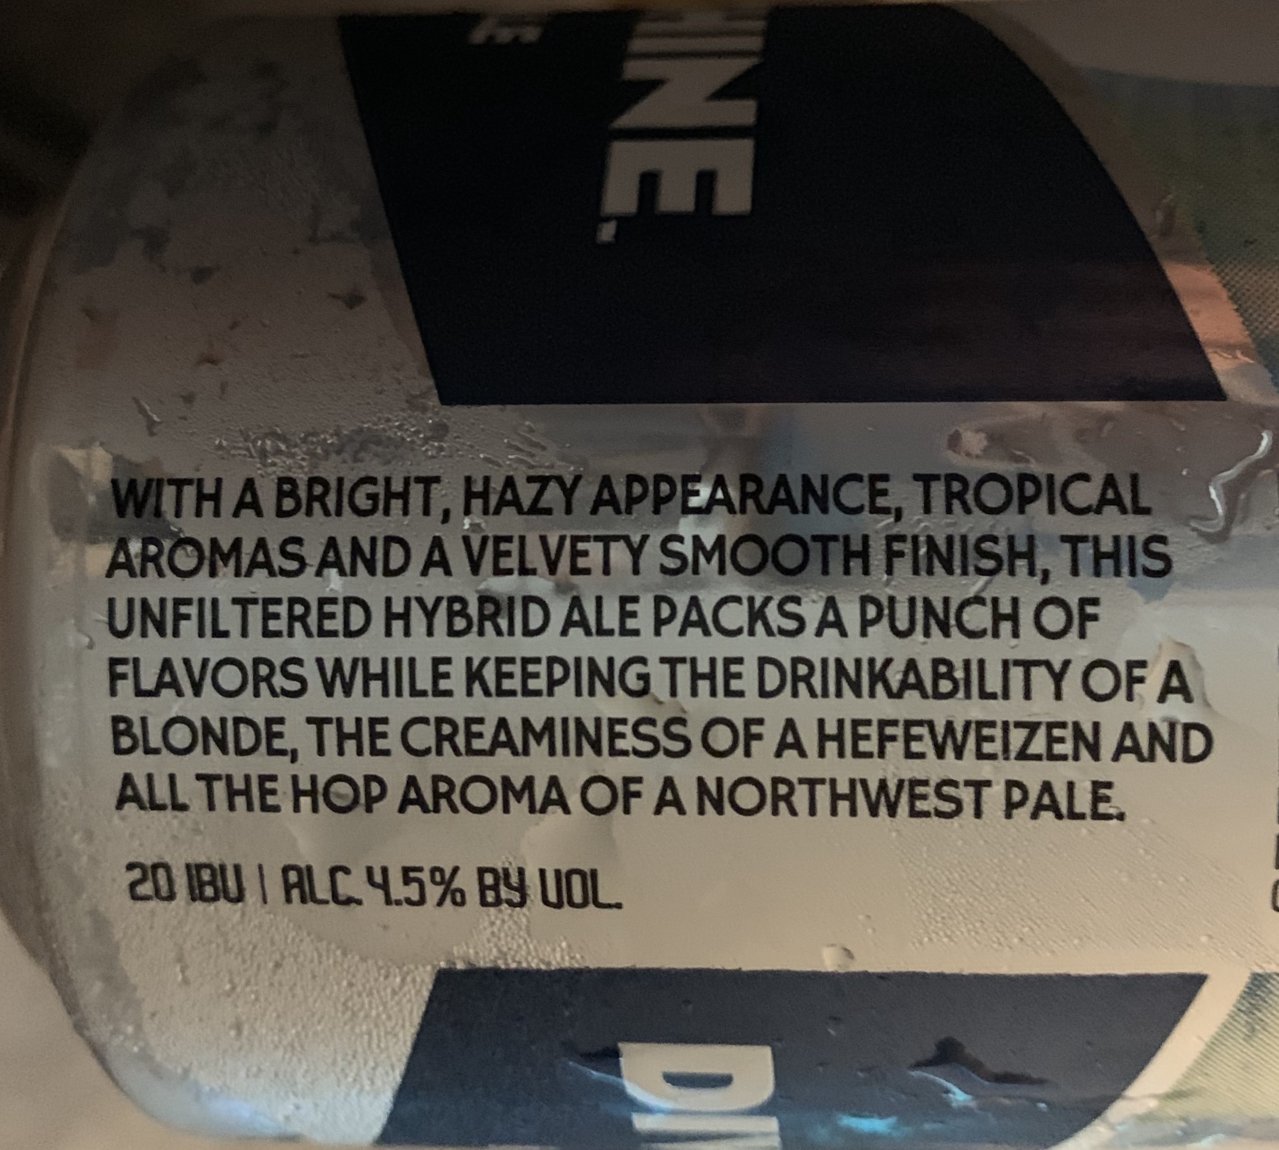 INE.
E
WITH A BRIGHT, HAZY APPEARANCE, TROPICAL
AROMAS AND A VELVETY SMOOTH FINISH, THIS
UNFILTERED HYBRID ALE PACKS A PUNCH OF
FLAVORS WHILE KEEPING THE DRINKABILITY OF A
BLONDE, THE CREAMINESS OF A HEFEWEIZEN AND
ALL THE HOP AROMA OF A NORTHWEST PALE.
20 IBU | ALC. 4.5% BY VOL.
D